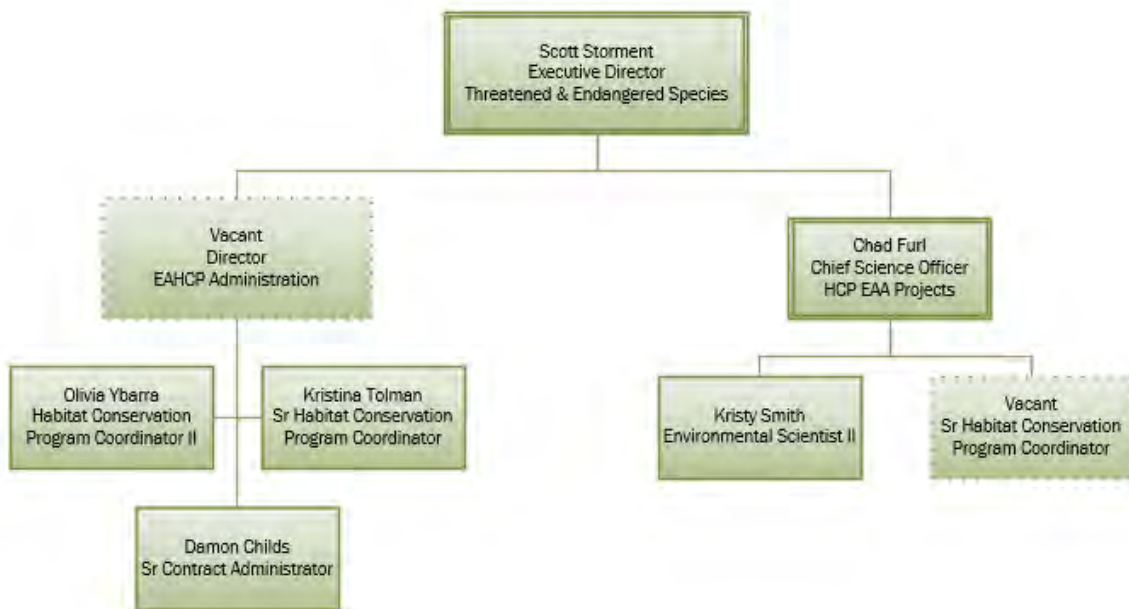 Scott Storment
Executive Director
Threatened & Endangered Species
Vacant
Director
EAHCP Administration
Chad Furl
Chief Science Officer
HCP EAA Projects
Olivia Ybarra
Habitat Conservation
Program Coordinator II
Kristina Tolman
Sr Habitat Conservation
Program Coordinator
Kristy Smith
Environmental Scientist II
Vacant
Sr Habitat Conservation
Program Coordinator
Damon Childs
Sr Contract Administrator